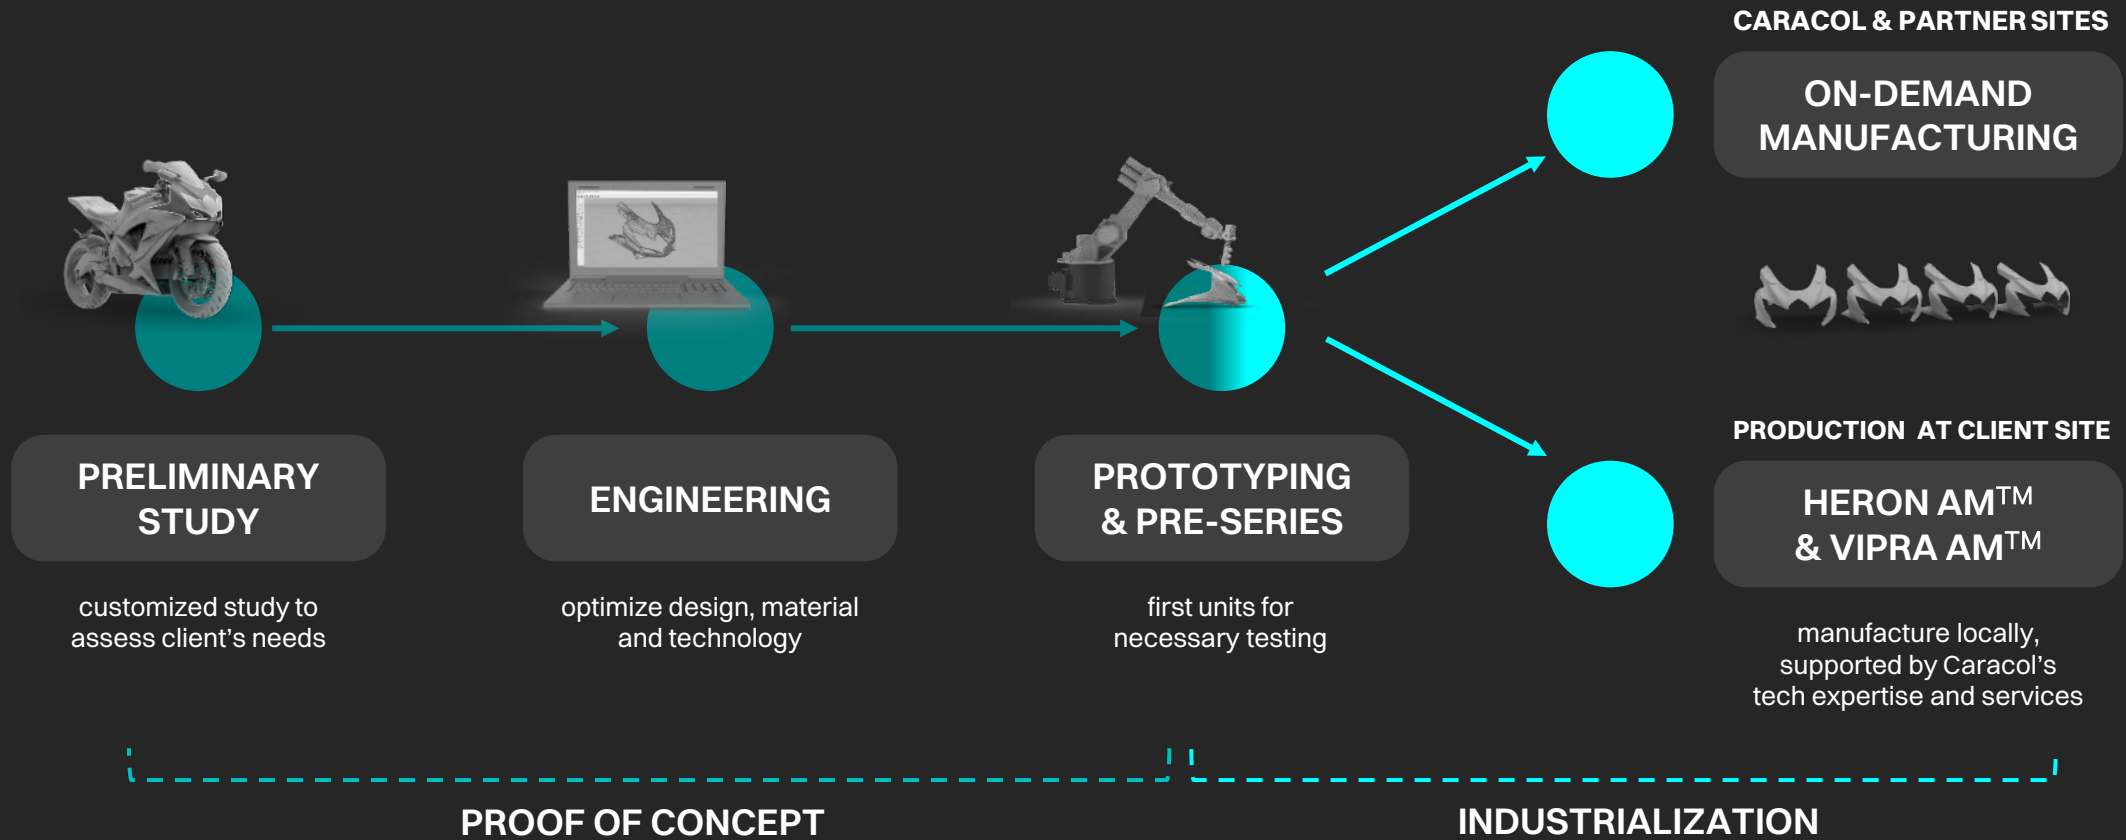 CARACOL & PARTNER SITES
ON-DEMAND
MANUFACTURING
PRELIMINARY
STUDY
customized study to
assess client's needs
ENGINEERING
optimize design, material
and technology
PROTOTYPING
& PRE-SERIES
first units for
necessary testing
PRODUCTION AT CLIENT SITE
HERON AM™
& VIPRA AM™
manufacture locally,
supported by Caracol's
tech expertise and services
PROOF OF CONCEPT
INDUSTRIALIZATION